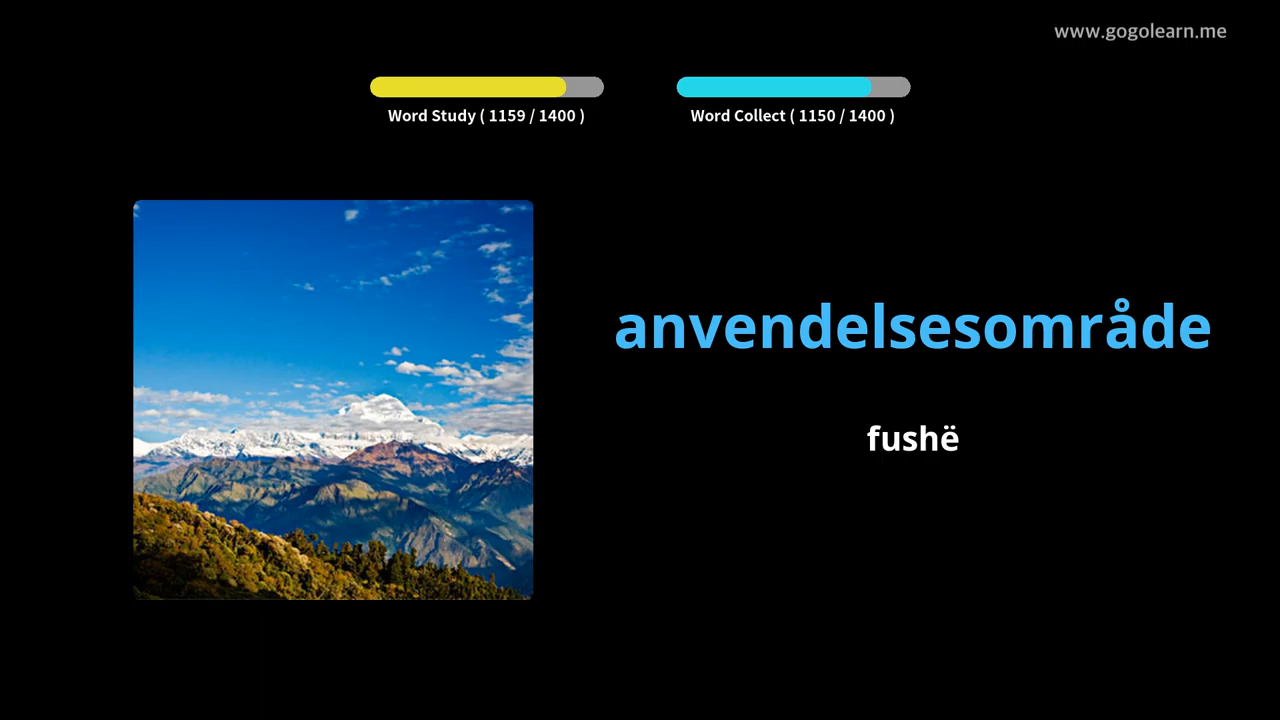 www.gogolearn.me
Word Study ( 1159 / 1400 )
Word Collect ( 1150 / 1400 )
anvendelsesområde
fushë